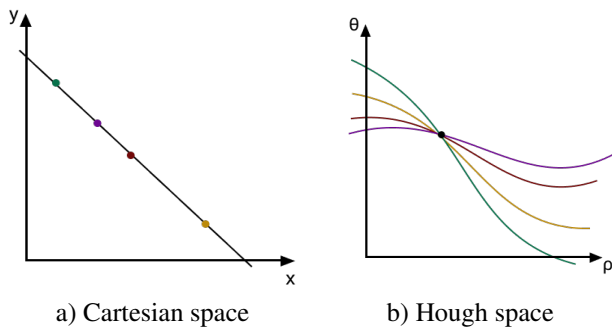 y
x
a) Cartesian space
θ
ρ
b) Hough space